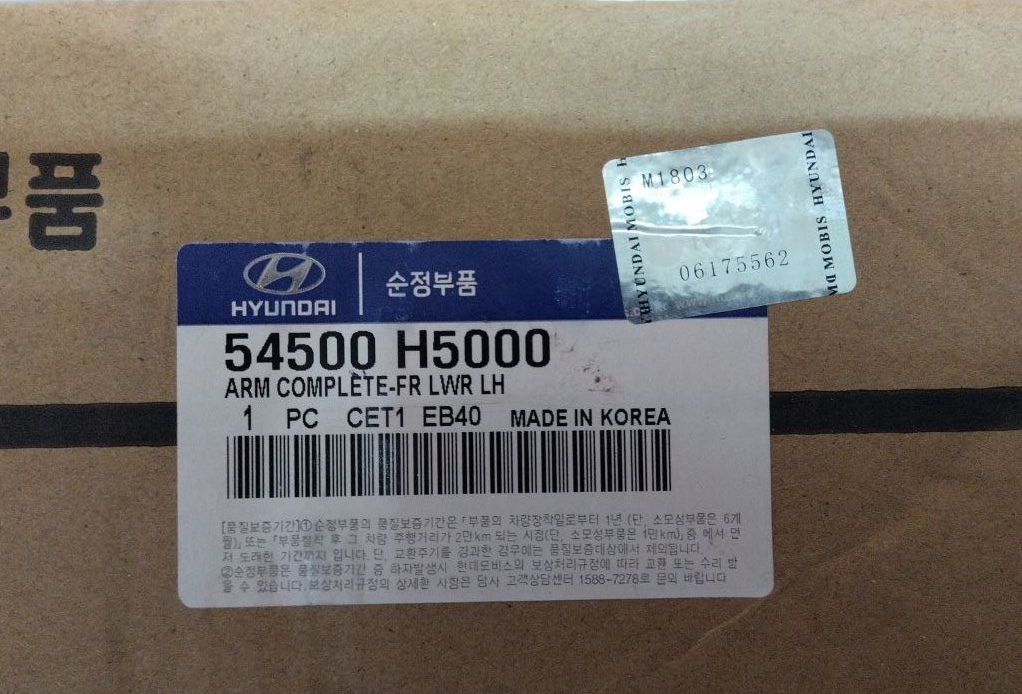 부품
M1803
HYUNDAI MOBIS
06175562
MOBIS HYUNDAI
HYUNDAI
순정부품
54500 H5000
ARM COMPLETE-FR LWR LH
1 PC CET1 EB40 MADE IN KOREA
[품질보증기간]①순정부품의 품질보증기간은 「부품의 차량장착일로부터 1년 (단, 소모성부품은 6개
월)」 또는 「부품장착 후 그 차량 주행거리가 2만km 되는 시점(단, 소모성부품은 1만km)」 중 에서 먼
저 도래한 기간까지 입니다. 단, 교환주기를 경과한 경우에는 품질보증대상에서 제외됩니다.
②순정부품은 품질보증기간 중 하자발생시 현대모비스의 보상처리규정에 따라 교환 또는 수리 받
을 수 있습니다. 보상처리규정의 상세한 사항은 당사 고객상담센터 1588-7278로 문의 바랍니다